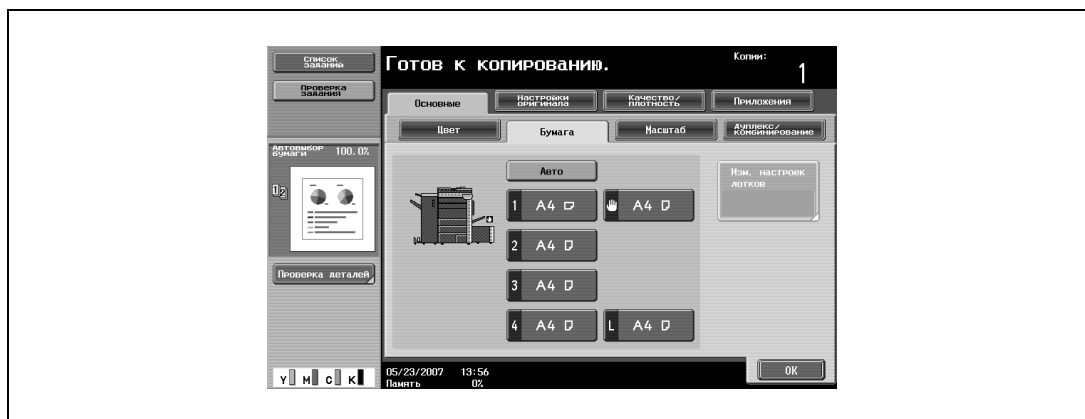 Список заданий
Проверка задания
Готов к копированию.
Копии:
1
Основные
Настройки оригинала
Качество/ плотность
Приложения
Цвет
Бумага
Масштаб
Дуплекс/ комбинирование
Автовыбор бумаги 100.0%
1 2
Проверка деталей
Авто
1 A4
A4
2 A4
3 A4
4 A4
L A4
Изм. настроек лотков
Y M C K
05/23/2007 13:56
Память 0%
OK